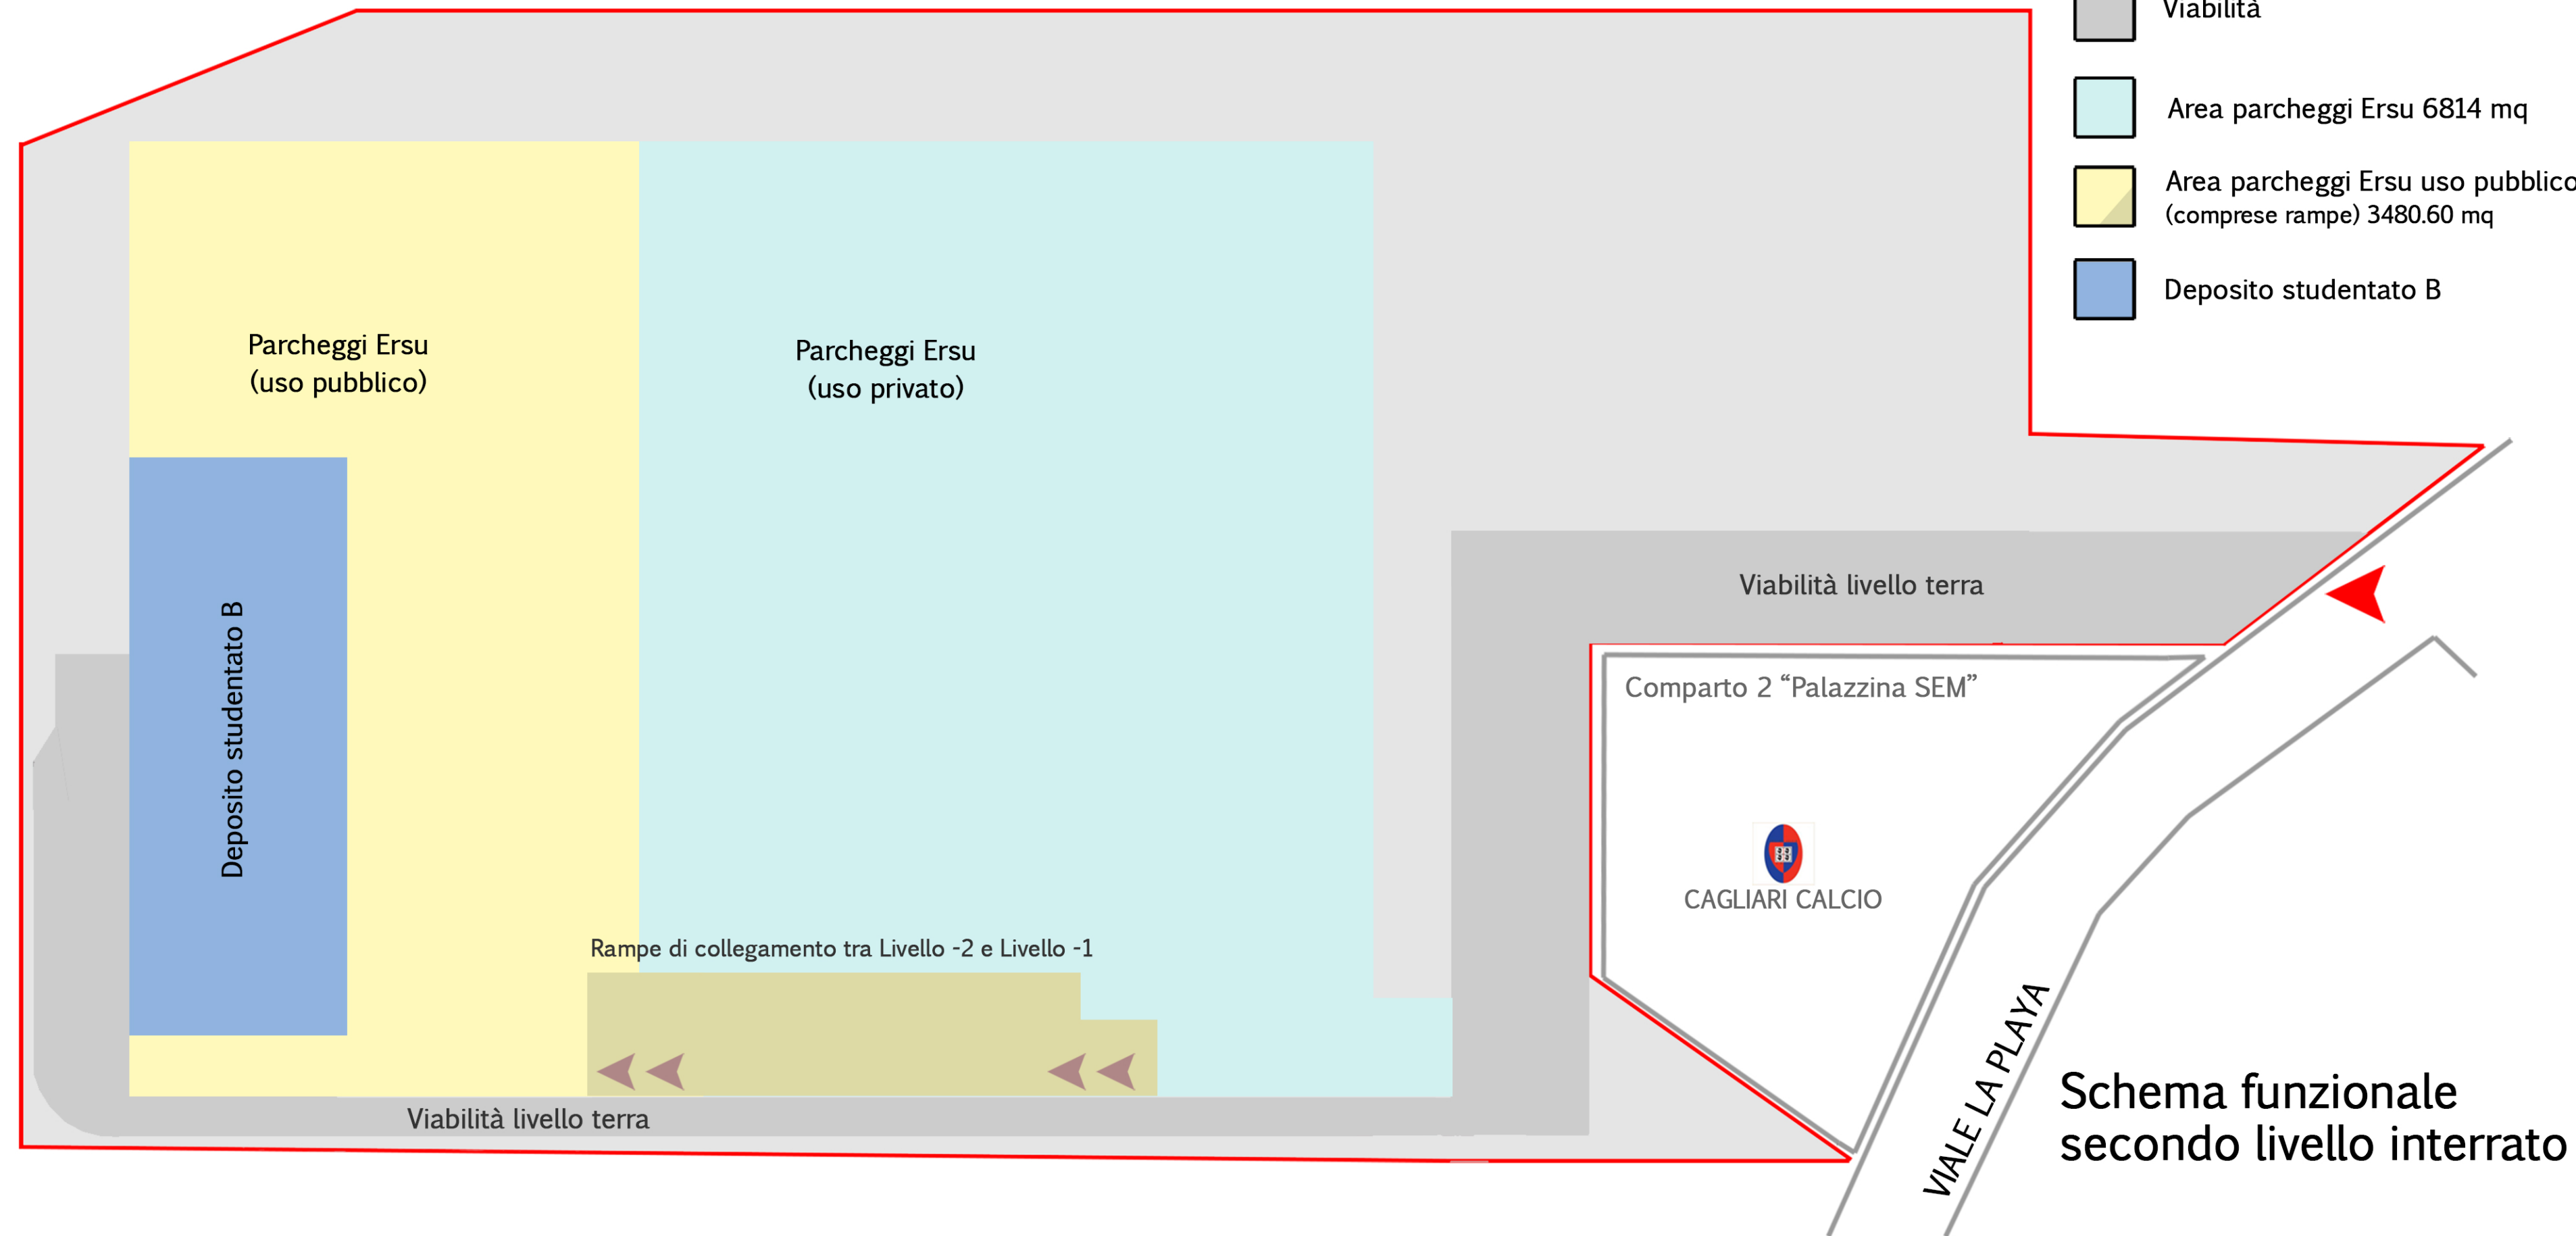 Viabilità
Area parcheggi Ersu 6814 mq
Area parcheggi Ersu uso pubblico
(comprese rampe) 3480.60 mq
Deposito studentato B
Parcheggi Ersu
(uso pubblico)
Parcheggi Ersu
(uso privato)
Deposito studentato B
Viabilità livello terra
Comparto 2 “Palazzina SEM”
CAGLIARI CALCIO
Rampe di collegamento tra Livello -2 e Livello -1
Viabilità livello terra
VIALE LA PLAYA
Schema funzionale
secondo livello interrato